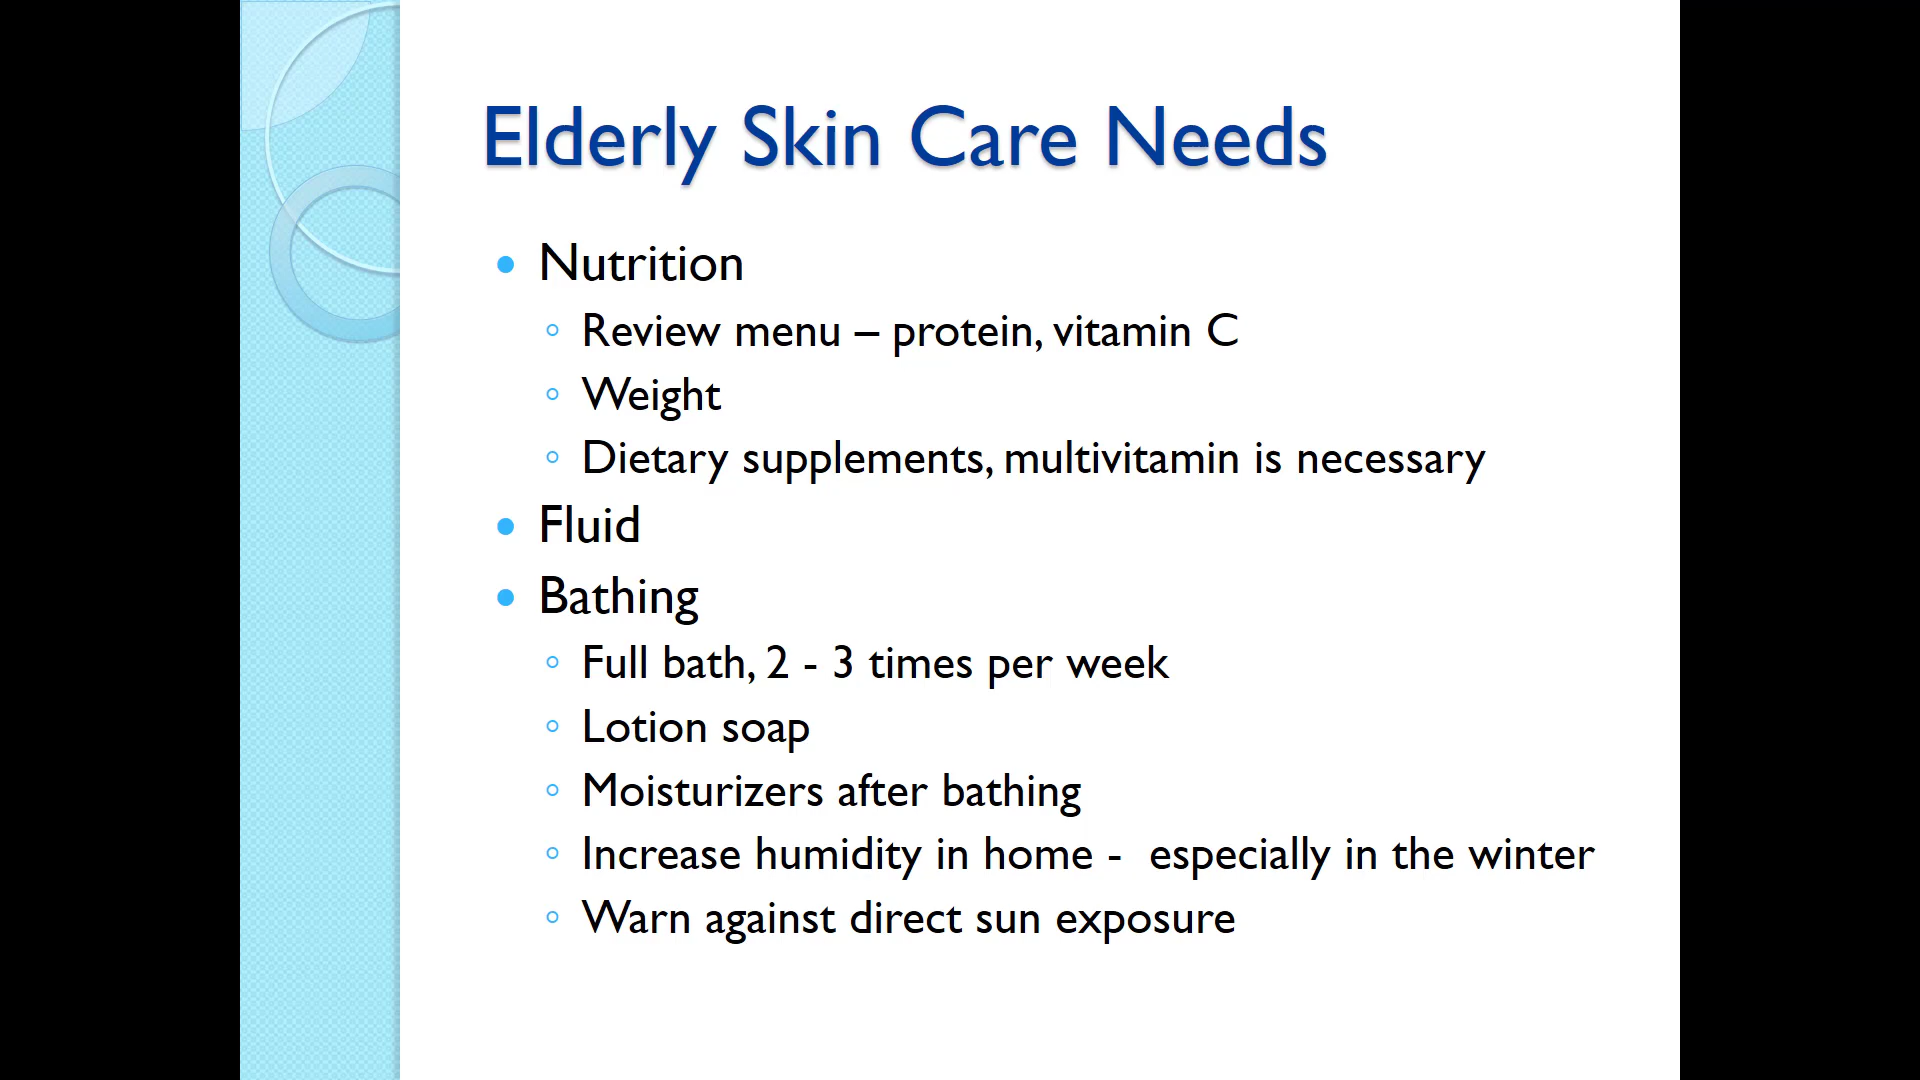 Elderly Skin Care Needs
• Nutrition
◦ Review menu – protein, vitamin C
◦ Weight
◦ Dietary supplements, multivitamin is necessary
• Fluid
• Bathing
◦ Full bath, 2 - 3 times per week
◦ Lotion soap
◦ Moisturizers after bathing
◦ Increase humidity in home -  especially in the winter
◦ Warn against direct sun exposure